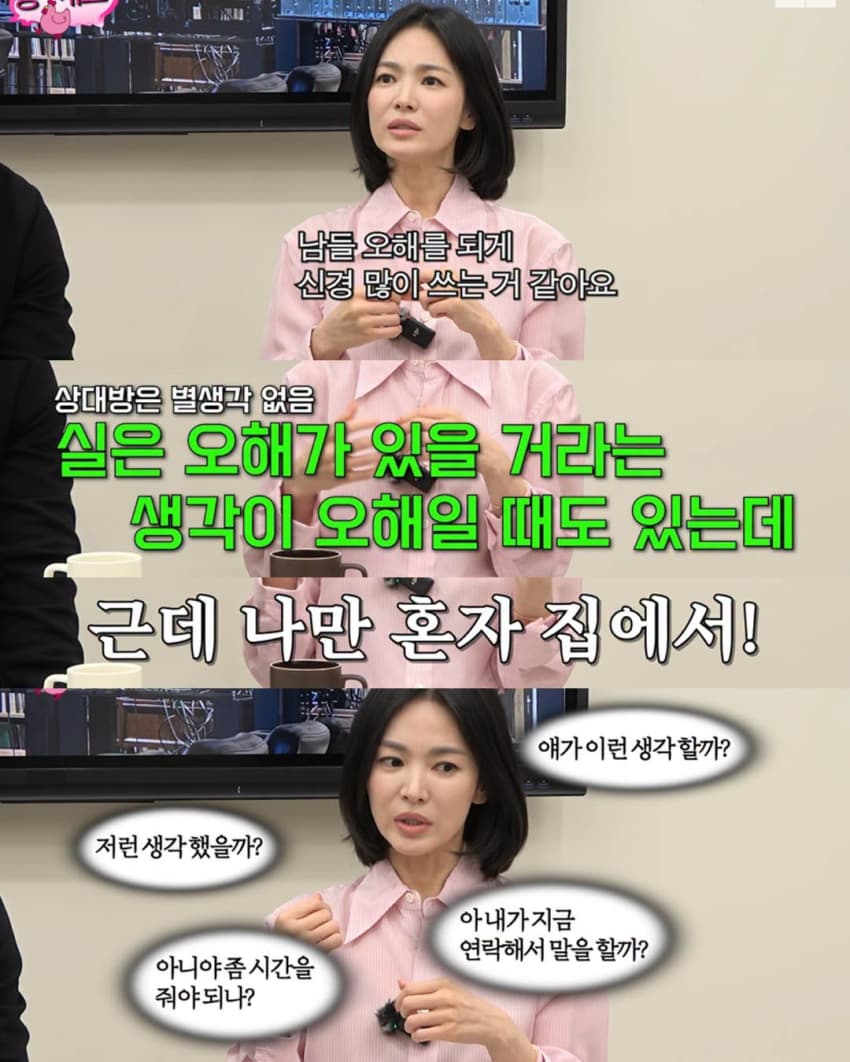 남들 오해를 되게
신경 많이 쓰는 거 같아요
상대방은 별생각 없음
실은 오해가 있을 거라는
생각이 오해일 때도 있는데
근데 나만 혼자 집에서!
얘가 이런 생각 할까?
저런 생각 했을까?
아 내가 지금
연락해서 말을 할까?
아니야 좀 시간을
줘야 되나?